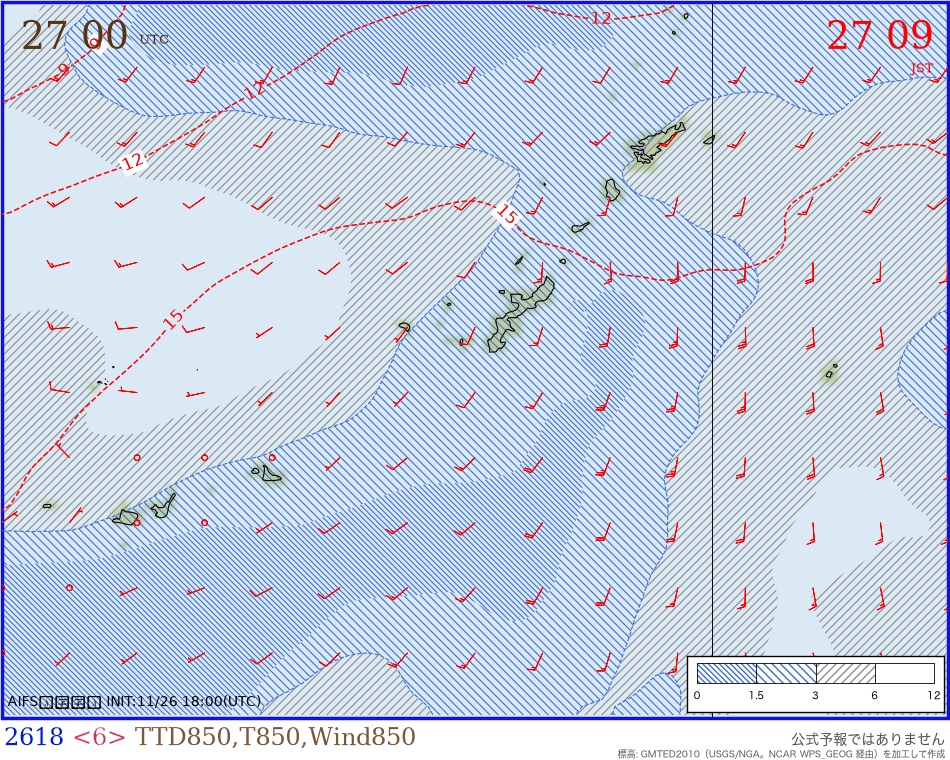 27 00 UTC
27 09
JST
9
9
12
12
12
15
15
AIFS□□□□ INIT:11/26 18:00(UTC)
0 1.5 3 6 12
2618 <6> TTD850,T850,Wind850
公式予報ではありません
標高: GMTED2010（USGS/NGA。NCAR WPS_GEOG 経由）を加工して作成